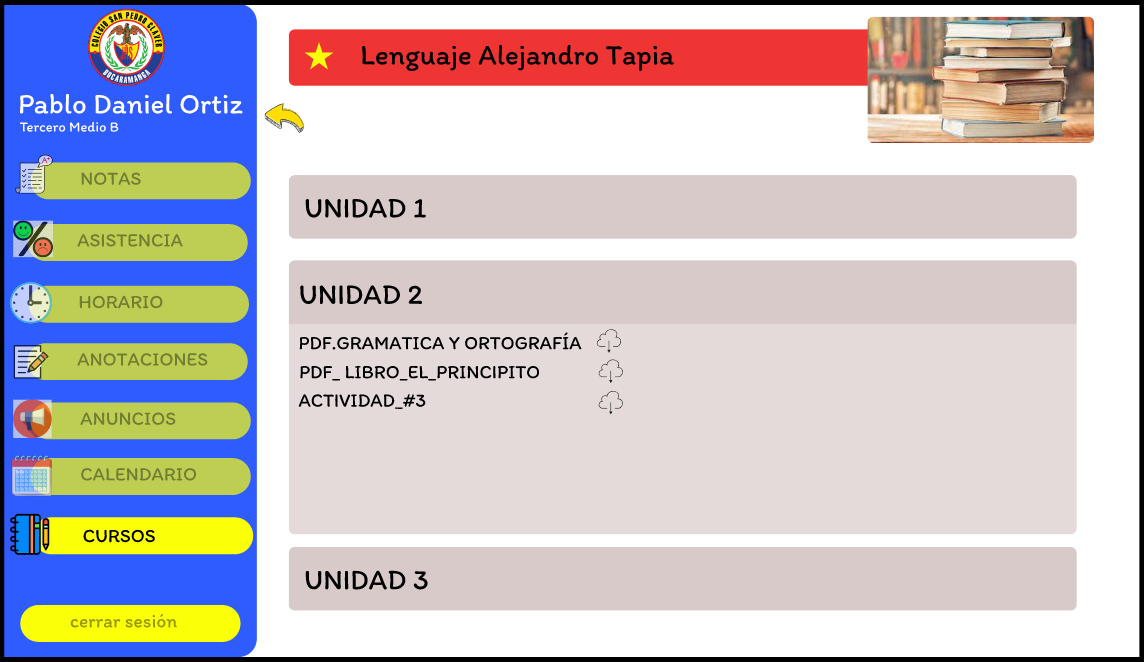 COLEGIO SAN PEDRO CLAVER
BUCARAMANGA
Pablo Daniel Ortiz
Tercero Medio B
A+
NOTAS
ASISTENCIA
HORARIO
ANOTACIONES
ANUNCIOS
CALENDARIO
CURSOS
cerrar sesión
Lenguaje Alejandro Tapia
UNIDAD 1
UNIDAD 2
PDF.GRAMATICA Y ORTOGRAFÍA
PDF_ LIBRO_EL_PRINCIPITO
ACTIVIDAD_#3
UNIDAD 3